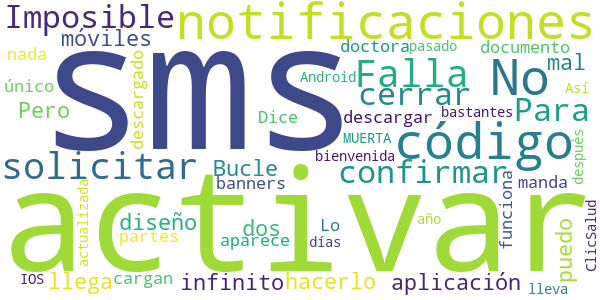 Imposible
notificaciones
móviles
nada
doctora
pasado
documento
sms
No
mal
único
descargado
Android
Falla
Así
Pero
cerrar
Para
Dice
descargar
bastantes
código
MUERTA
solicitar
Bucle
bienvenida
confirmar
después
banners
manda
activar
actualizada
diseño
dos
Lo
año
funciona
puedo
ClicSalud
partes
aparece
días
IOS
llega
cargan
infinito
hacerlo
aplicación
lleva